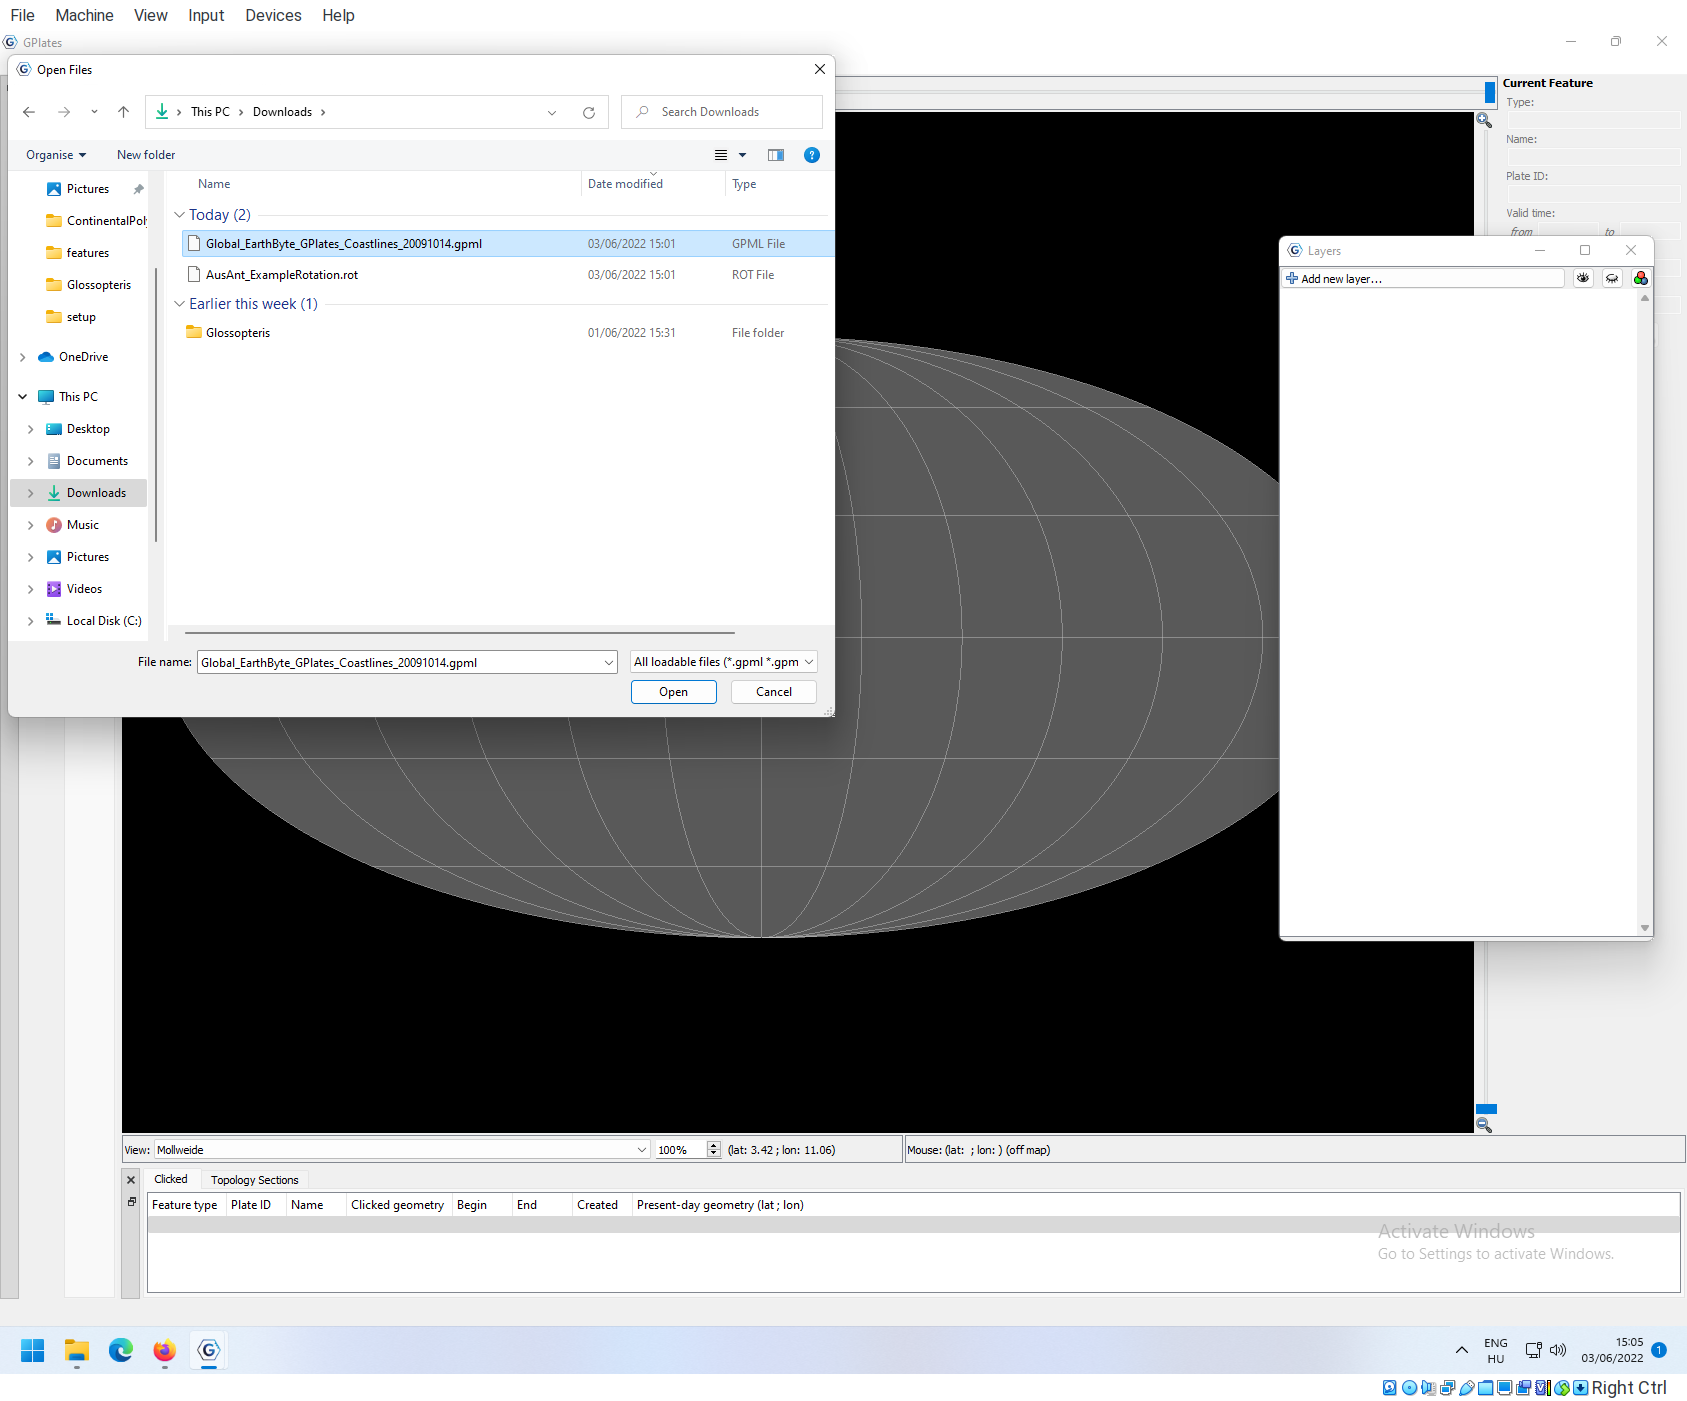 File Machine View Input Devices Help
GPlates
Open Files
This PC Downloads
Search Downloads
Organise New folder
Name Date modified Type
Today (2)
Global_EarthByte_GPlates_Coastlines_20091014.gpml 03/06/2022 15:01 GPML File
AusAnt_ExampleRotation.rot 03/06/2022 15:01 ROT File
Earlier this week (1)
Glossopteris 01/06/2022 15:31 File folder
Pictures
ContinentalPoly
features
Glossopteris
setup
OneDrive
This PC
Desktop
Documents
Downloads
Music
Pictures
Videos
Local Disk (C:)
File name: Global_EarthByte_GPlates_Coastlines_20091014.gpml All loadable files (*.gpml *.gpm
Open Cancel
Current Feature
Type:
Name:
Plate ID:
Valid time:
from to
Layers
Add new layer...
View: Mollweide 100% (lat: 3.42 ; lon: 11.06) Mouse: (lat: ; lon: ) (off map)
Clicked Topology Sections
Feature type Plate ID Name Clicked geometry Begin End Created Present-day geometry (lat ; lon)
Activate Windows
Go to Settings to activate Windows.
ENG
HU
15:05
03/06/2022
1
Right Ctrl